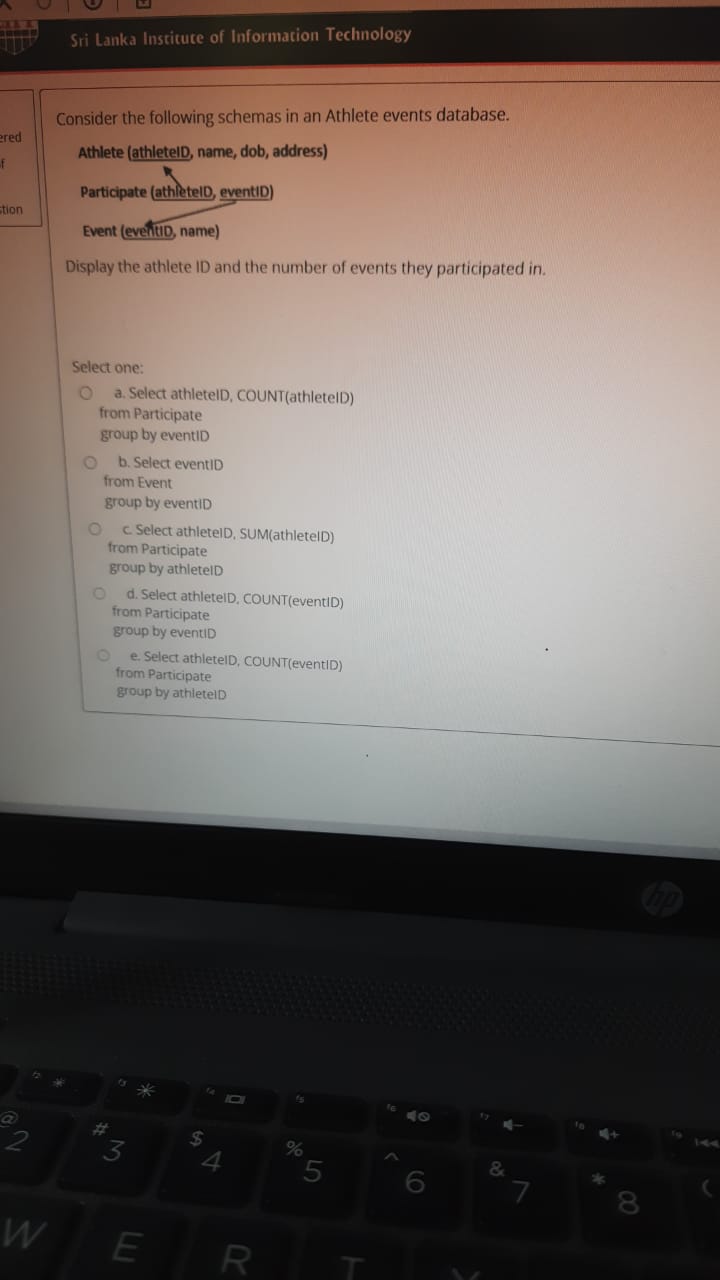 Sri Lanka Institute of Information Technology
ered
f
stion
Consider the following schemas in an Athlete events database.
Athlete (athleteID, name, dob, address)
Participate (athleteID, eventID)
Event (eventID, name)
Display the athlete ID and the number of events they participated in.
Select one:
a. Select athleteID, COUNT(athleteID)
from Participate
group by eventID
b. Select eventID
from Event
group by eventID
c. Select athleteID, SUM(athleteID)
from Participate
group by athleteID
d. Select athleteID, COUNT(eventID)
from Participate
group by eventID
e. Select athleteID, COUNT(eventID)
from Participate
group by athleteID
hp
f2 f3 f4 f5 f6 f7 f8 f9
@ # $ % ^ & * (
2 3 4 5 6 7 8
W E R T